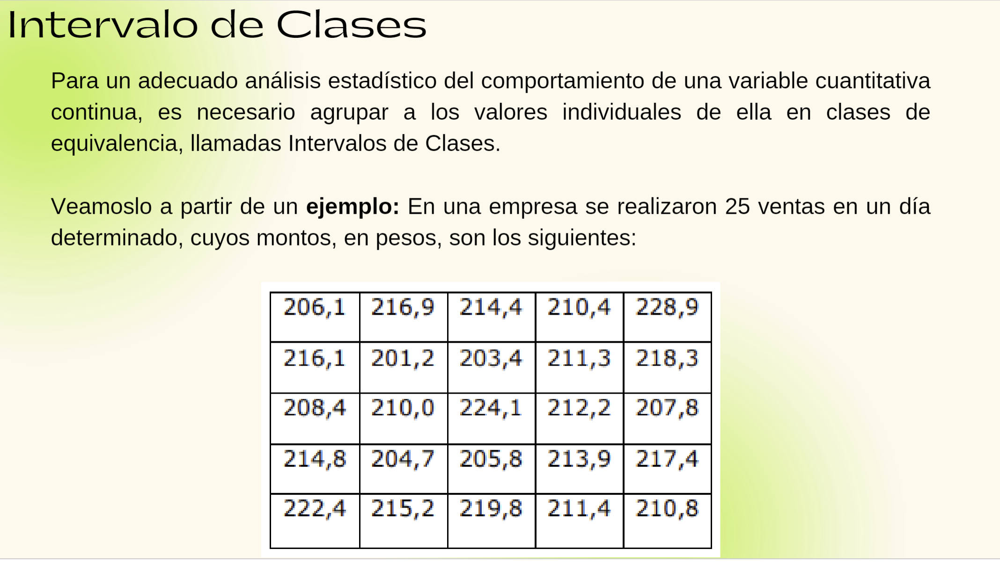 Intervalo de Clases
Para un adecuado análisis estadístico del comportamiento de una variable cuantitativa
continua, es necesario agrupar a los valores individuales de ella en clases de
equivalencia, llamadas Intervalos de Clases.
Veamoslo a partir de un ejemplo: En una empresa se realizaron 25 ventas en un día
determinado, cuyos montos, en pesos, son los siguientes:
206,1 216,9 214,4 210,4 228,9
216,1 201,2 203,4 211,3 218,3
208,4 210,0 224,1 212,2 207,8
214,8 204,7 205,8 213,9 217,4
222,4 215,2 219,8 211,4 210,8